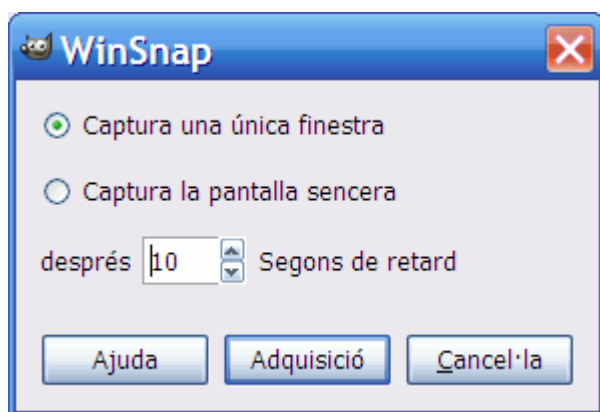 WinSnap
Captura una única finestra
Captura la pantalla sencera
després 10 Segons de retard
Ajuda Adquisició Cancel·la